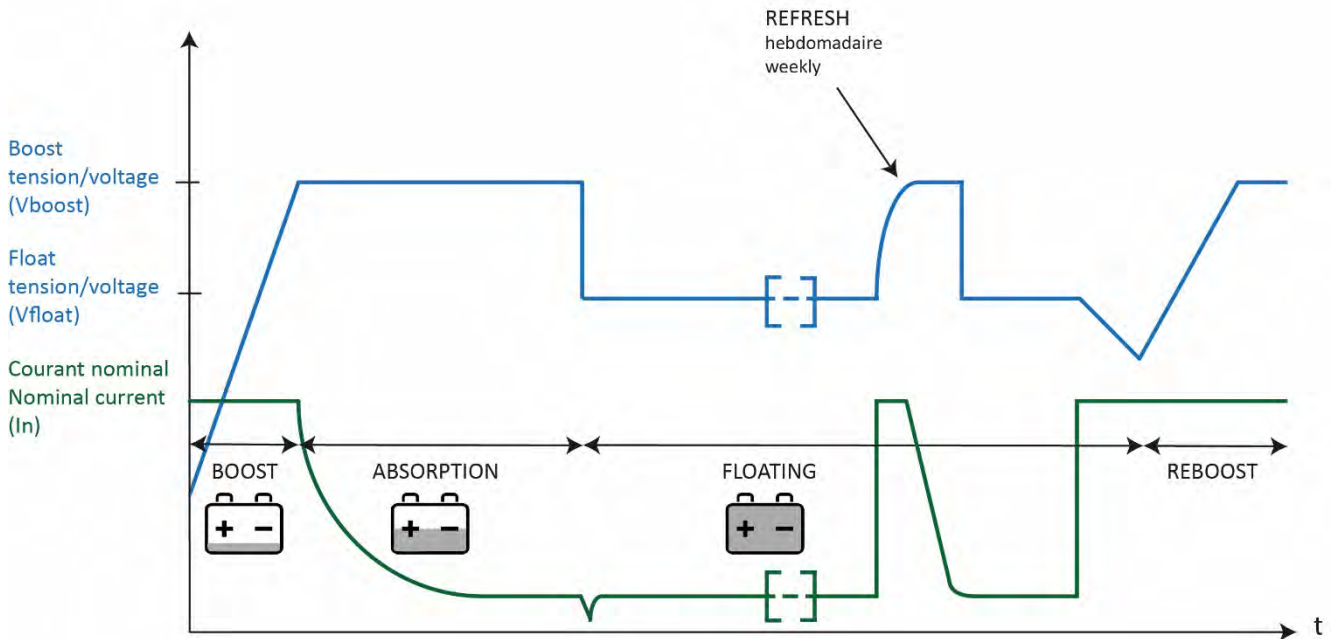 REFRESH
hebdomadaire
weekly
Boost
tension/voltage
(Vboost)
Float
tension/voltage
(Vfloat)
Courant nominal
Nominal current
(In)
BOOST
ABSORPTION
FLOATING
REBOOST
+ −
+ −
+ −
t